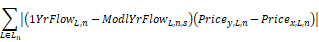 ∑_{L∈L_n} |(1YrFlow_{L,n} − ModlYrFlow_{L,n,s})(Price_{y,L,n} − Price_{x,L,n})|